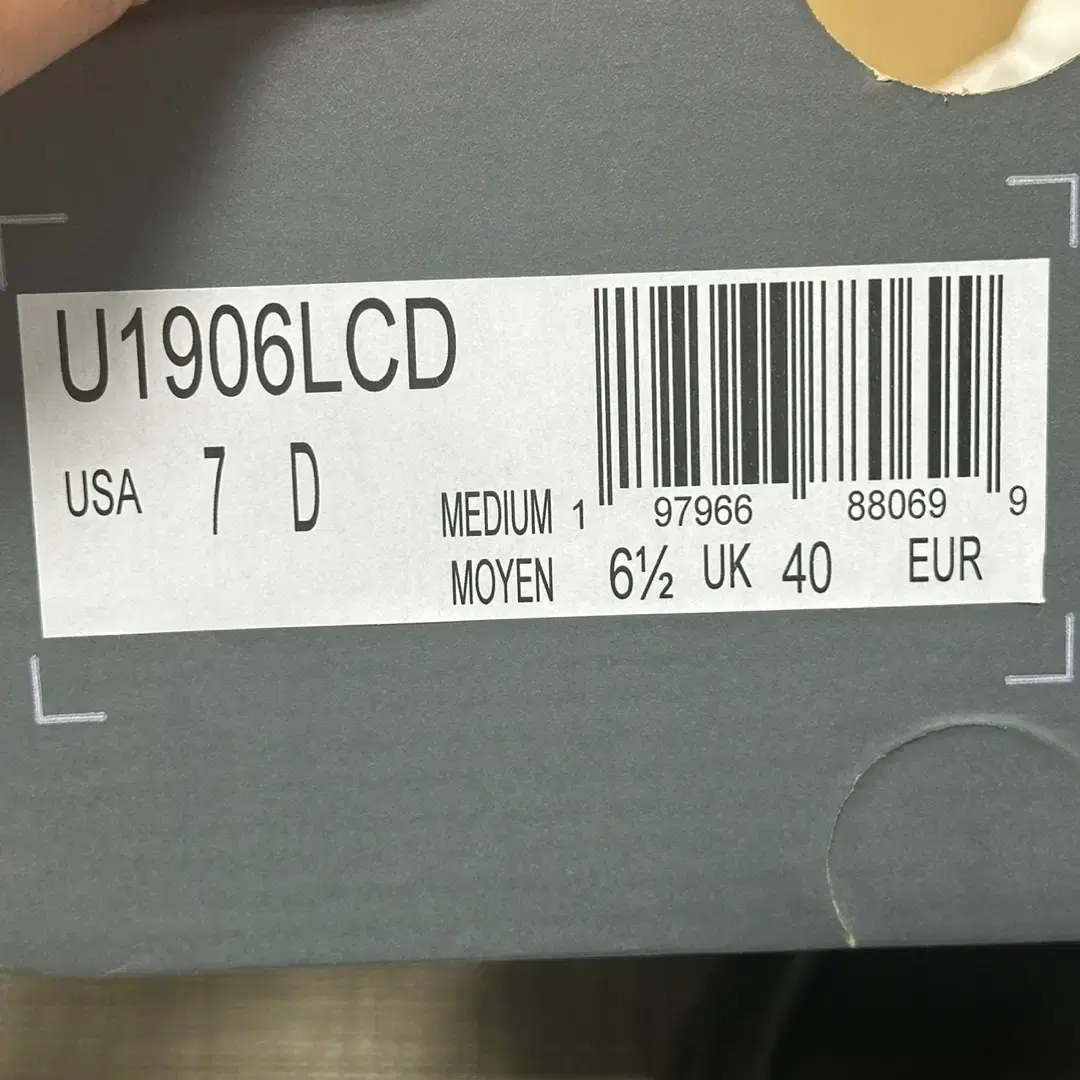 U1906LCD
USA 7 D
MEDIUM 1 97966 88069 9
MOYEN 6½ UK 40 EUR